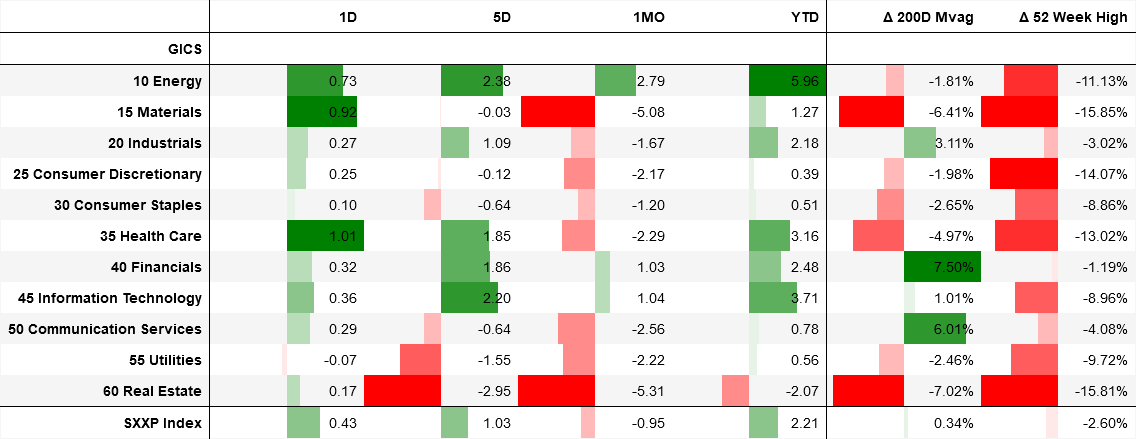 1D 5D 1MO YTD Δ 200D Mvag Δ 52 Week High
GICS
10 Energy 0.73 2.38 2.79 5.96 -1.81% -11.13%
15 Materials 0.92 -0.03 -5.08 1.27 -6.41% -15.85%
20 Industrials 0.27 1.09 -1.67 2.18 3.11% -3.02%
25 Consumer Discretionary 0.25 -0.12 -2.17 0.39 -1.98% -14.07%
30 Consumer Staples 0.10 -0.64 -1.20 0.51 -2.65% -8.86%
35 Health Care 1.01 1.85 -2.29 3.16 -4.97% -13.02%
40 Financials 0.32 1.86 1.03 2.48 7.50% -1.19%
45 Information Technology 0.36 2.20 1.04 3.71 1.01% -8.96%
50 Communication Services 0.29 -0.64 -2.56 0.78 6.01% -4.08%
55 Utilities -0.07 -1.55 -2.22 0.56 -2.46% -9.72%
60 Real Estate 0.17 -2.95 -5.31 -2.07 -7.02% -15.81%
SXXP Index 0.43 1.03 -0.95 2.21 0.34% -2.60%